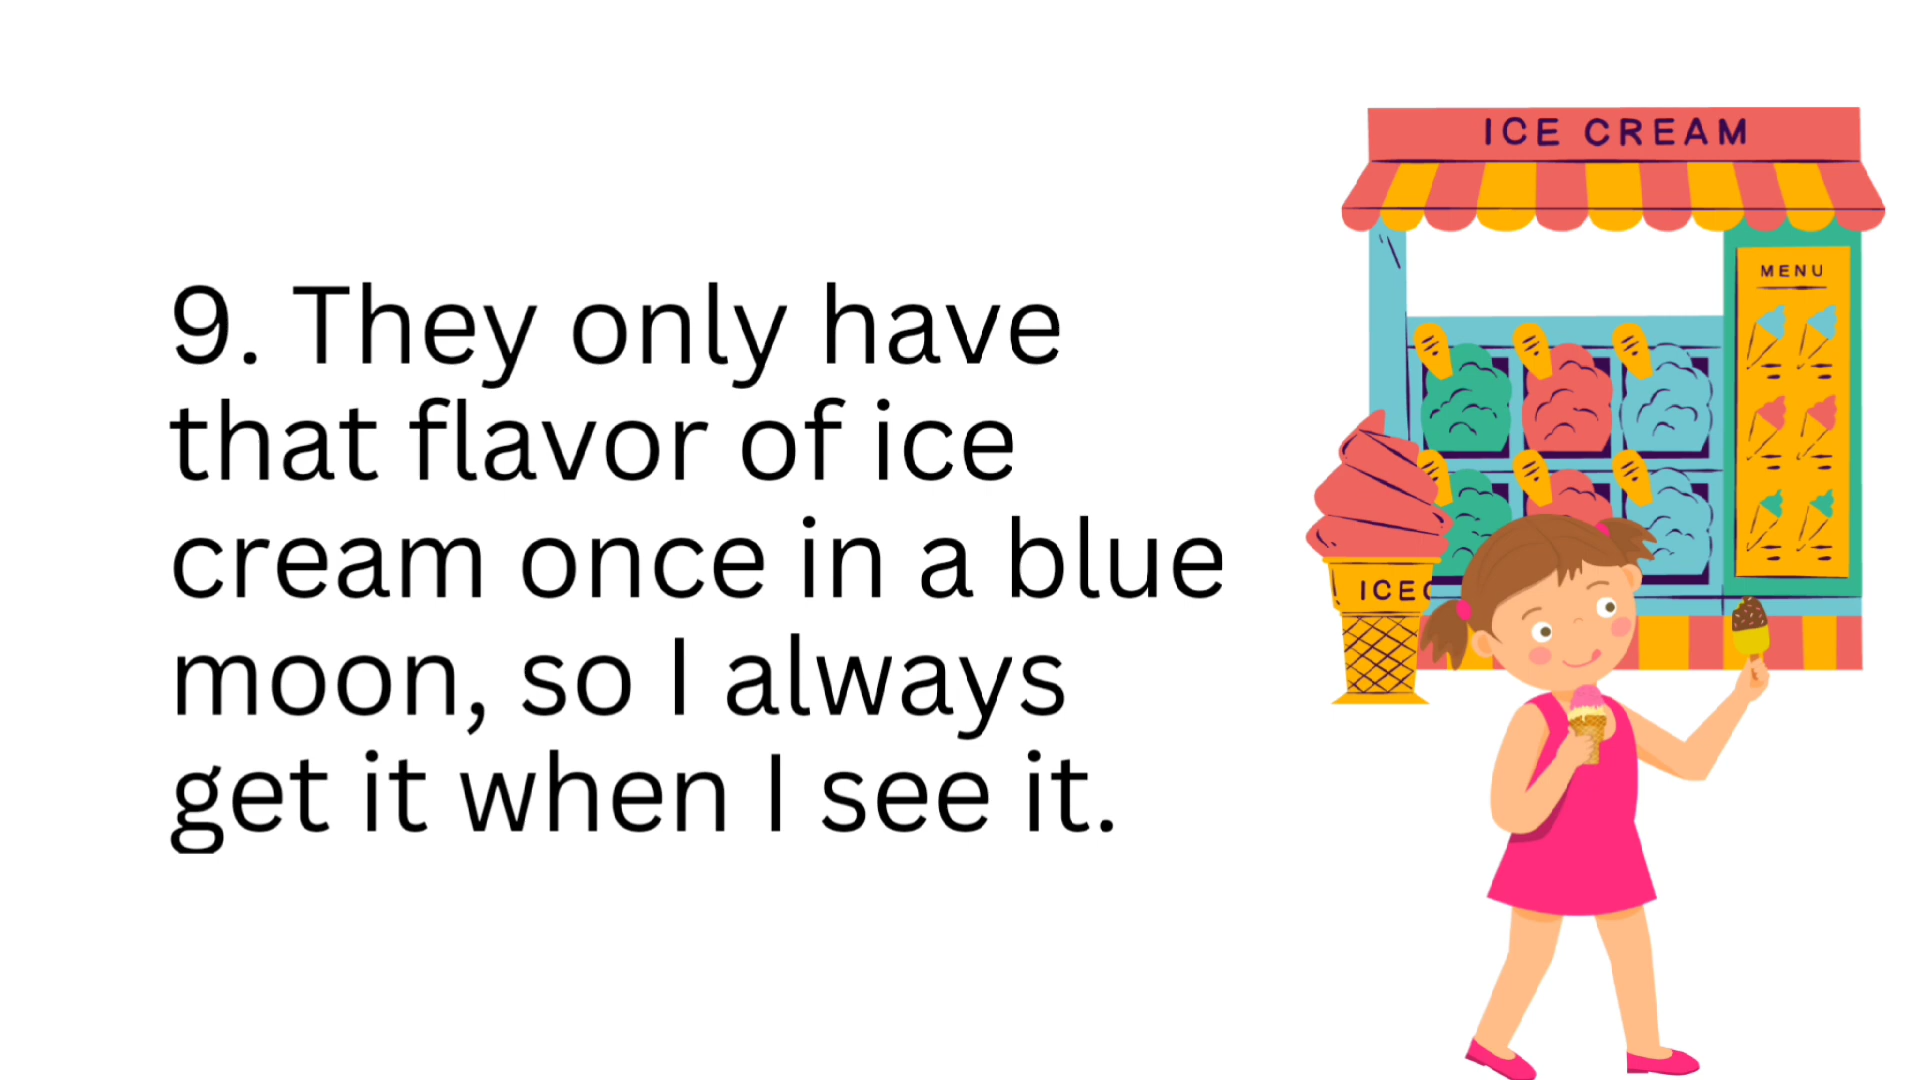 9. They only have
that flavor of ice
cream once in a blue
moon, so I always
get it when I see it.
ICE CREAM
MENU
ICEC